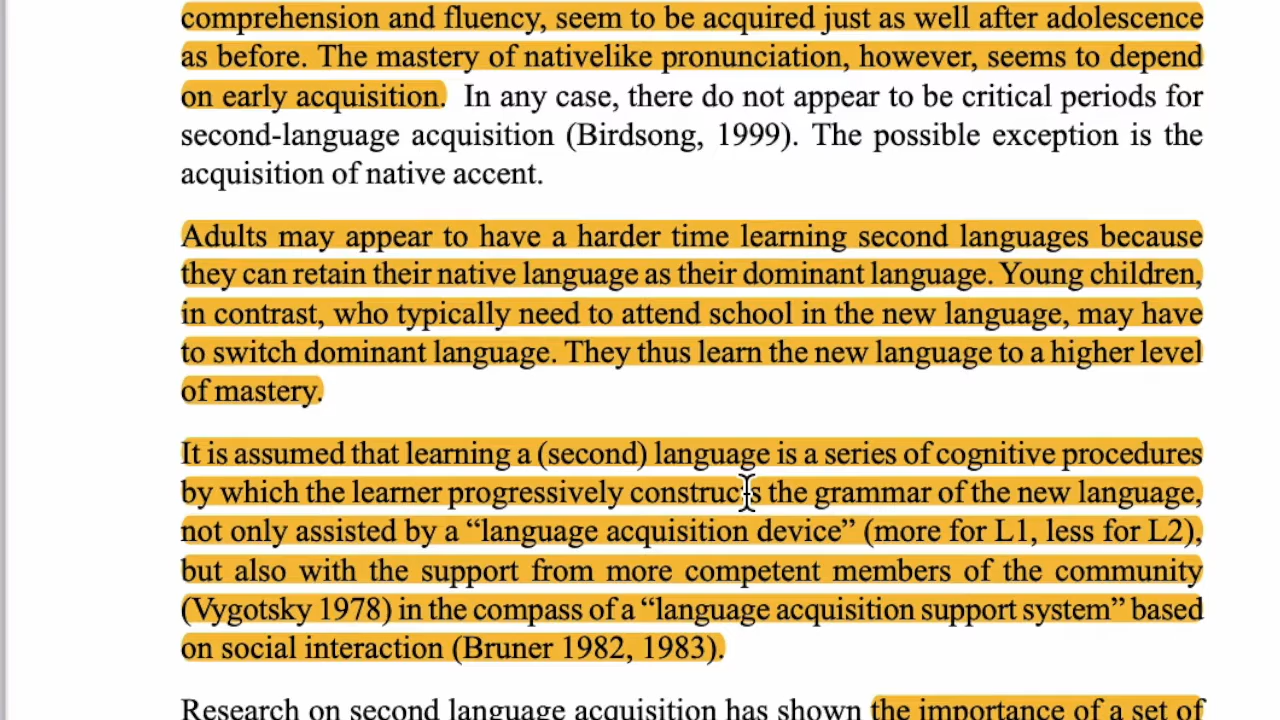 comprehension and fluency, seem to be acquired just as well after adolescence
as before. The mastery of nativelike pronunciation, however, seems to depend
on early acquisition. In any case, there do not appear to be critical periods for
second-language acquisition (Birdsong, 1999). The possible exception is the
acquisition of native accent.
Adults may appear to have a harder time learning second languages because
they can retain their native language as their dominant language. Young children,
in contrast, who typically need to attend school in the new language, may have
to switch dominant language. They thus learn the new language to a higher level
of mastery.
It is assumed that learning a (second) language is a series of cognitive procedures
by which the learner progressively constructs the grammar of the new language,
not only assisted by a “language acquisition device” (more for L1, less for L2),
but also with the support from more competent members of the community
(Vygotsky 1978) in the compass of a “language acquisition support system” based
on social interaction (Bruner 1982, 1983).
Research on second language acquisition has shown the importance of a set of